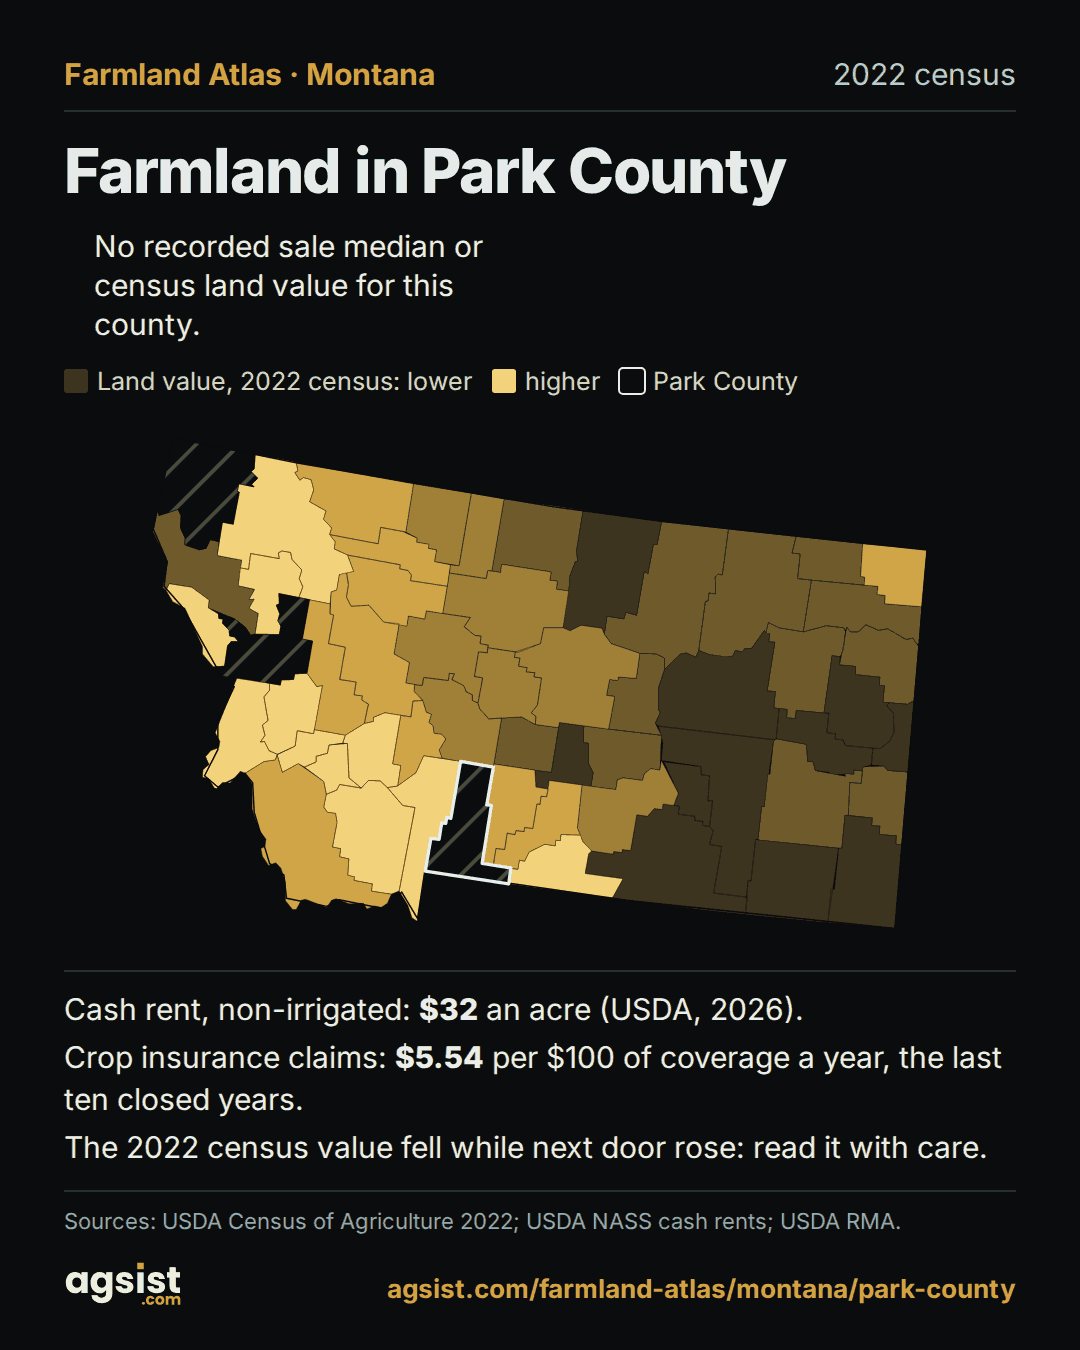 Farmland Atlas · Montana
2022 census
Farmland in Park County
No recorded sale median or
census land value for this
county.
Land value, 2022 census: lower
higher
Park County
Cash rent, non-irrigated: $32 an acre (USDA, 2026).
Crop insurance claims: $5.54 per $100 of coverage a year, the last
ten closed years.
The 2022 census value fell while next door rose: read it with care.
Sources: USDA Census of Agriculture 2022; USDA NASS cash rents; USDA RMA.
agsist
.com
agsist.com/farmland-atlas/montana/park-county